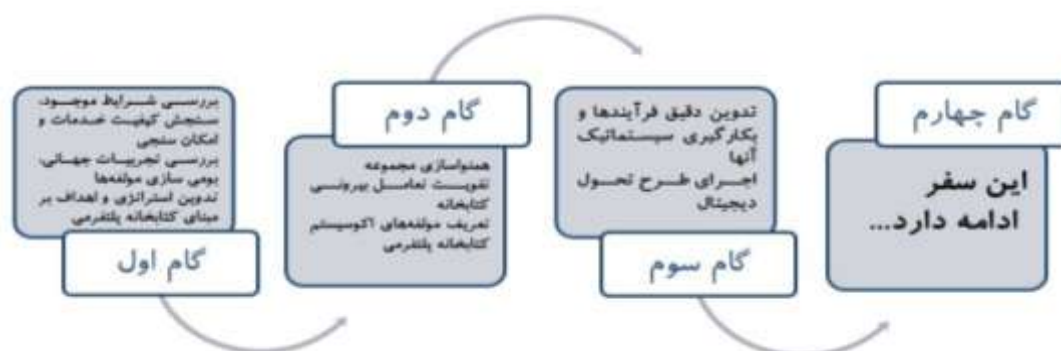 بررسی شرایط موجود،
سنجش کیفیت خدمات و
امکان سنجی
بررسی تجربیات جهانی،
بومی سازی مولفه‌ها
تدوین استراتژی و اهداف بر
مبنای کتابخانه پلتفرمی
گام اول
گام دوم
همنواسازی مجموعه
تقویت تعامل بیرونی
کتابخانه
تعریف مولفه‌های اکوسیستم
کتابخانه پلتفرمی
تدوین دقیق فرآیندها و
بکارگیری سیستماتیک
آنها
اجرای طرح تحول
دیجیتال
گام سوم
گام چهارم
این سفر
ادامه دارد...